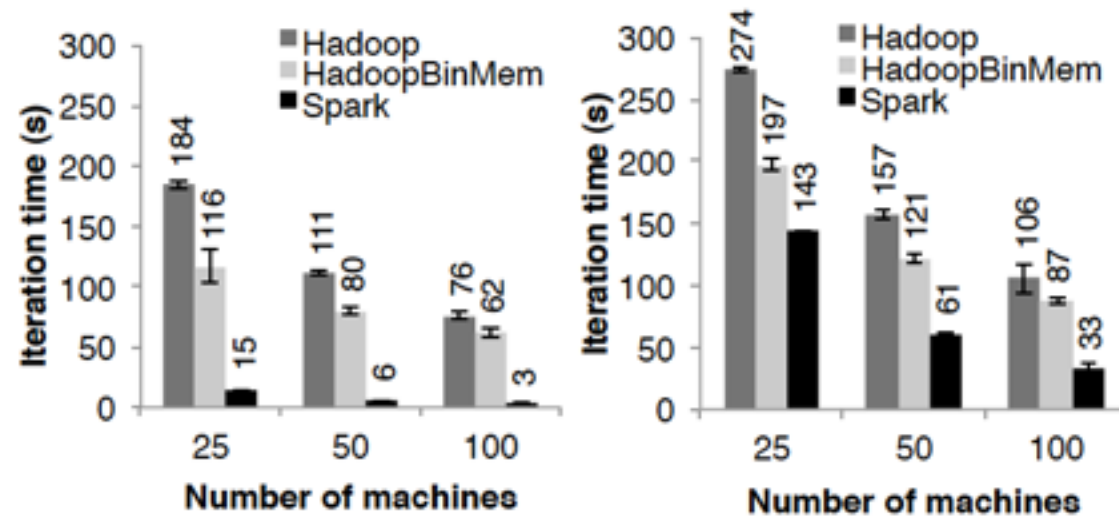 300
250
200
150
100
50
0
Iteration time (s)
Hadoop
HadoopBinMem
Spark
184
116
15
111
80
6
76
62
3
25 50 100
Number of machines
300
250
200
150
100
50
0
Iteration time (s)
Hadoop
HadoopBinMem
Spark
274
197
143
157
121
61
106
87
33
25 50 100
Number of machines